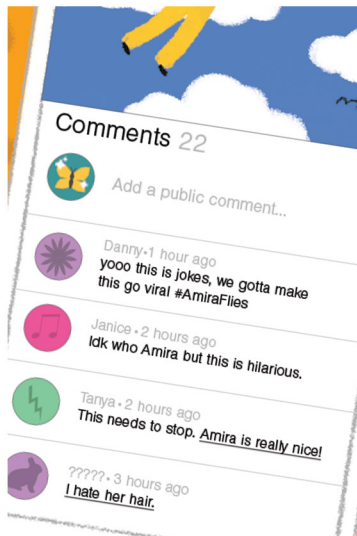 Comments 22
Add a public comment...
Danny•1 hour ago
yooo this is jokes, we gotta make
this go viral #AmiraFlies
Janice•2 hours ago
Idk who Amira but this is hilarious.
Tanya•2 hours ago
This needs to stop. Amira is really nice!
?????•3 hours ago
I hate her hair.